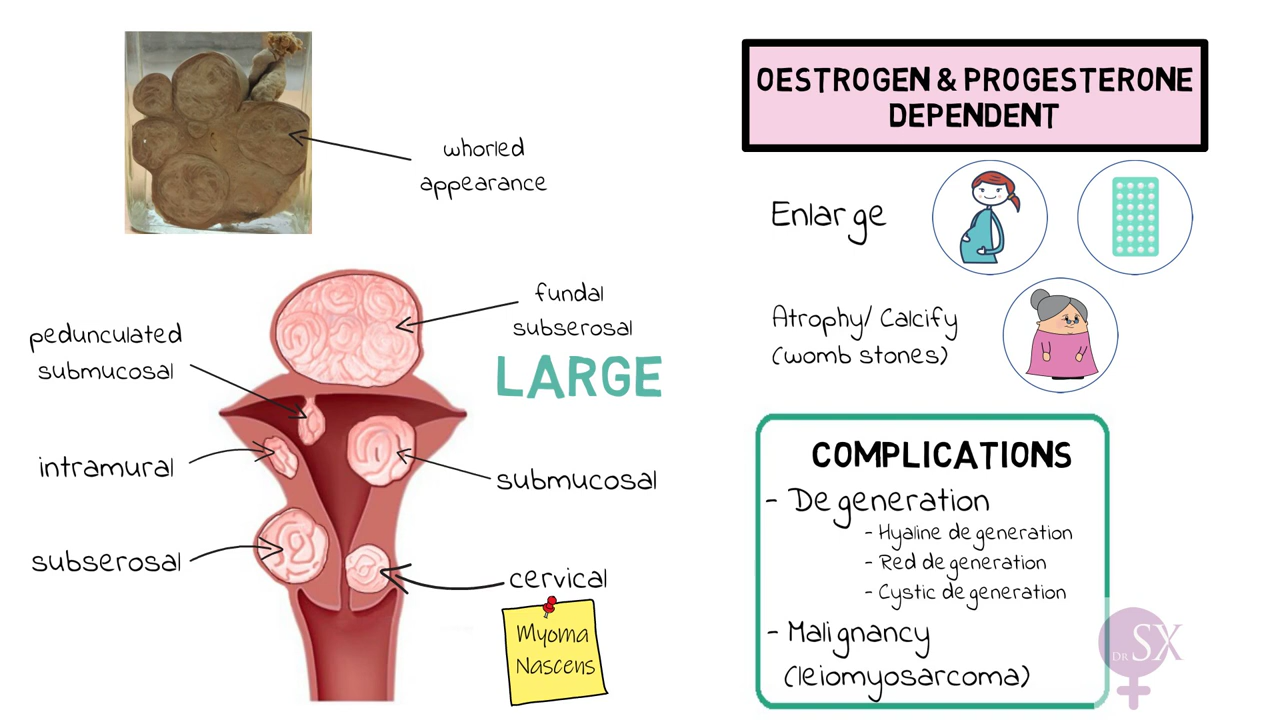 whorled
appearance
fundal
subserosal
LARGE
pedunculated
submucosal
intramural
submucosal
subserosal
cervical
Myoma
Nascens
OESTROGEN & PROGESTERONE
DEPENDENT
Enlarge
Atrophy/ Calcify
(womb stones)
COMPLICATIONS
- Degeneration
- Hyaline degeneration
- Red degeneration
- Cystic degeneration
- Malignancy
(leiomyosarcoma)
DR SX